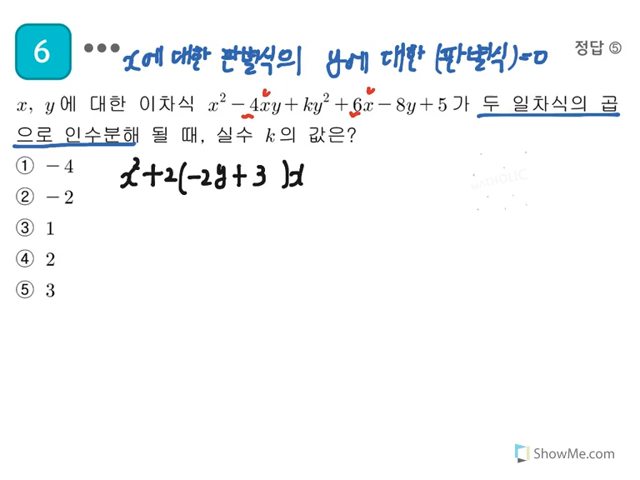 6 ●●● x에 대한 판별식의 y에 대한 (판별식)=0 정답 ⑤
x, y에 대한 이차식 x² − 4xy + ky² + 6x − 8y + 5가 두 일차식의 곱
으로 인수분해 될 때, 실수 k의 값은?
① −4
x² + 2(−2y + 3 )x
② −2
③ 1
④ 2
⑤ 3
ShowMe.com